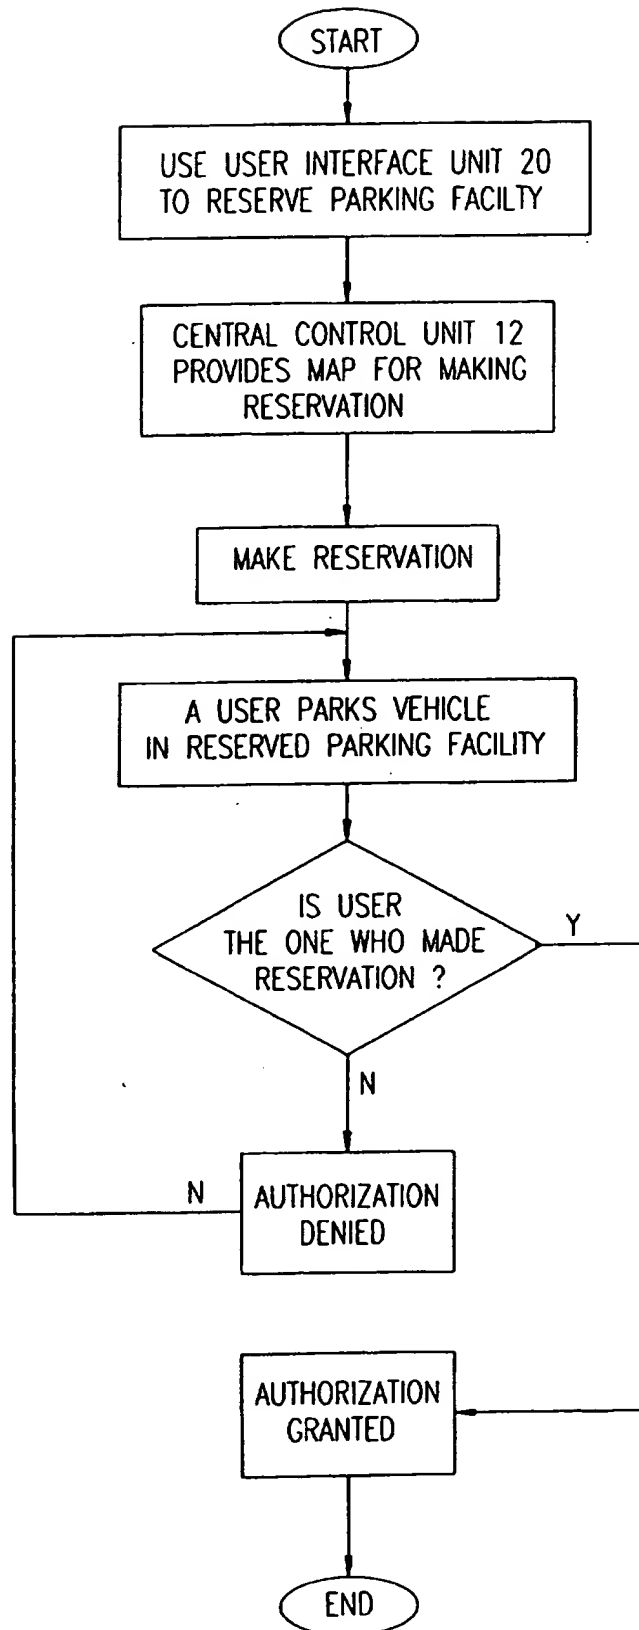 START
USE USER INTERFACE UNIT 20
TO RESERVE PARKING FACILTY
CENTRAL CONTROL UNIT 12
PROVIDES MAP FOR MAKING
RESERVATION
MAKE RESERVATION
A USER PARKS VEHICLE
IN RESERVED PARKING FACILITY
IS USER
THE ONE WHO MADE
RESERVATION ?
Y
N
N
AUTHORIZATION
DENIED
AUTHORIZATION
GRANTED
END